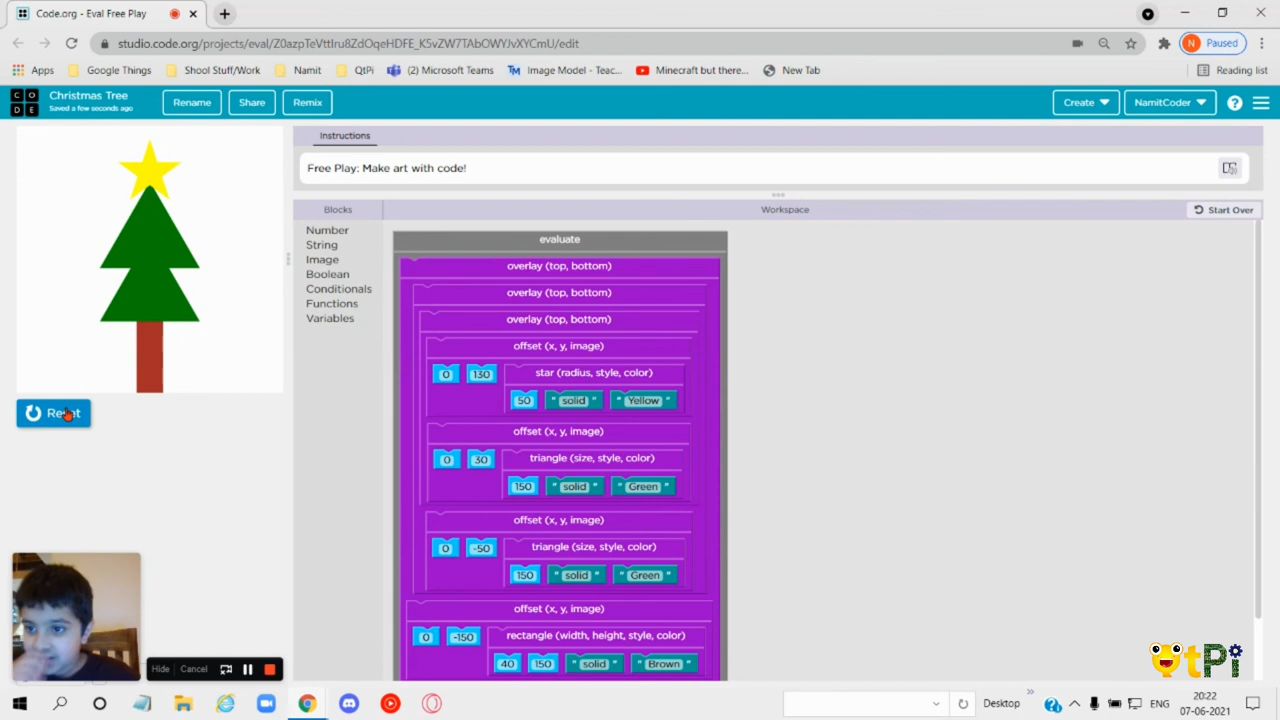 Code.org - Eval Free Play
studio.code.org/projects/eval/Z0azpTeVttIru8ZdOqeHDFE_K5vZW7TAbOWYJvXYCmU/edit
N Paused
Apps Google Things Shool Stuff/Work Namit QtPi (2) Microsoft Teams TM Image Model - Teac... Minecraft but there... New Tab Reading list
C O D E
Christmas Tree
Saved a few seconds ago
Rename Share Remix Create NamitCoder ?
Instructions
Free Play: Make art with code!
Blocks Workspace Start Over
Number
String
Image
Boolean
Conditionals
Functions
Variables
evaluate
overlay (top, bottom)
overlay (top, bottom)
overlay (top, bottom)
offset (x, y, image)
0 130 star (radius, style, color)
50 "solid" "Yellow"
offset (x, y, image)
0 30 triangle (size, style, color)
150 "solid" "Green"
offset (x, y, image)
0 -50 triangle (size, style, color)
150 "solid" "Green"
offset (x, y, image)
0 -150 rectangle (width, height, style, color)
40 150 "solid" "Brown"
Reset
Hide Cancel
QtPi
Desktop » ENG 20:22
07-06-2021